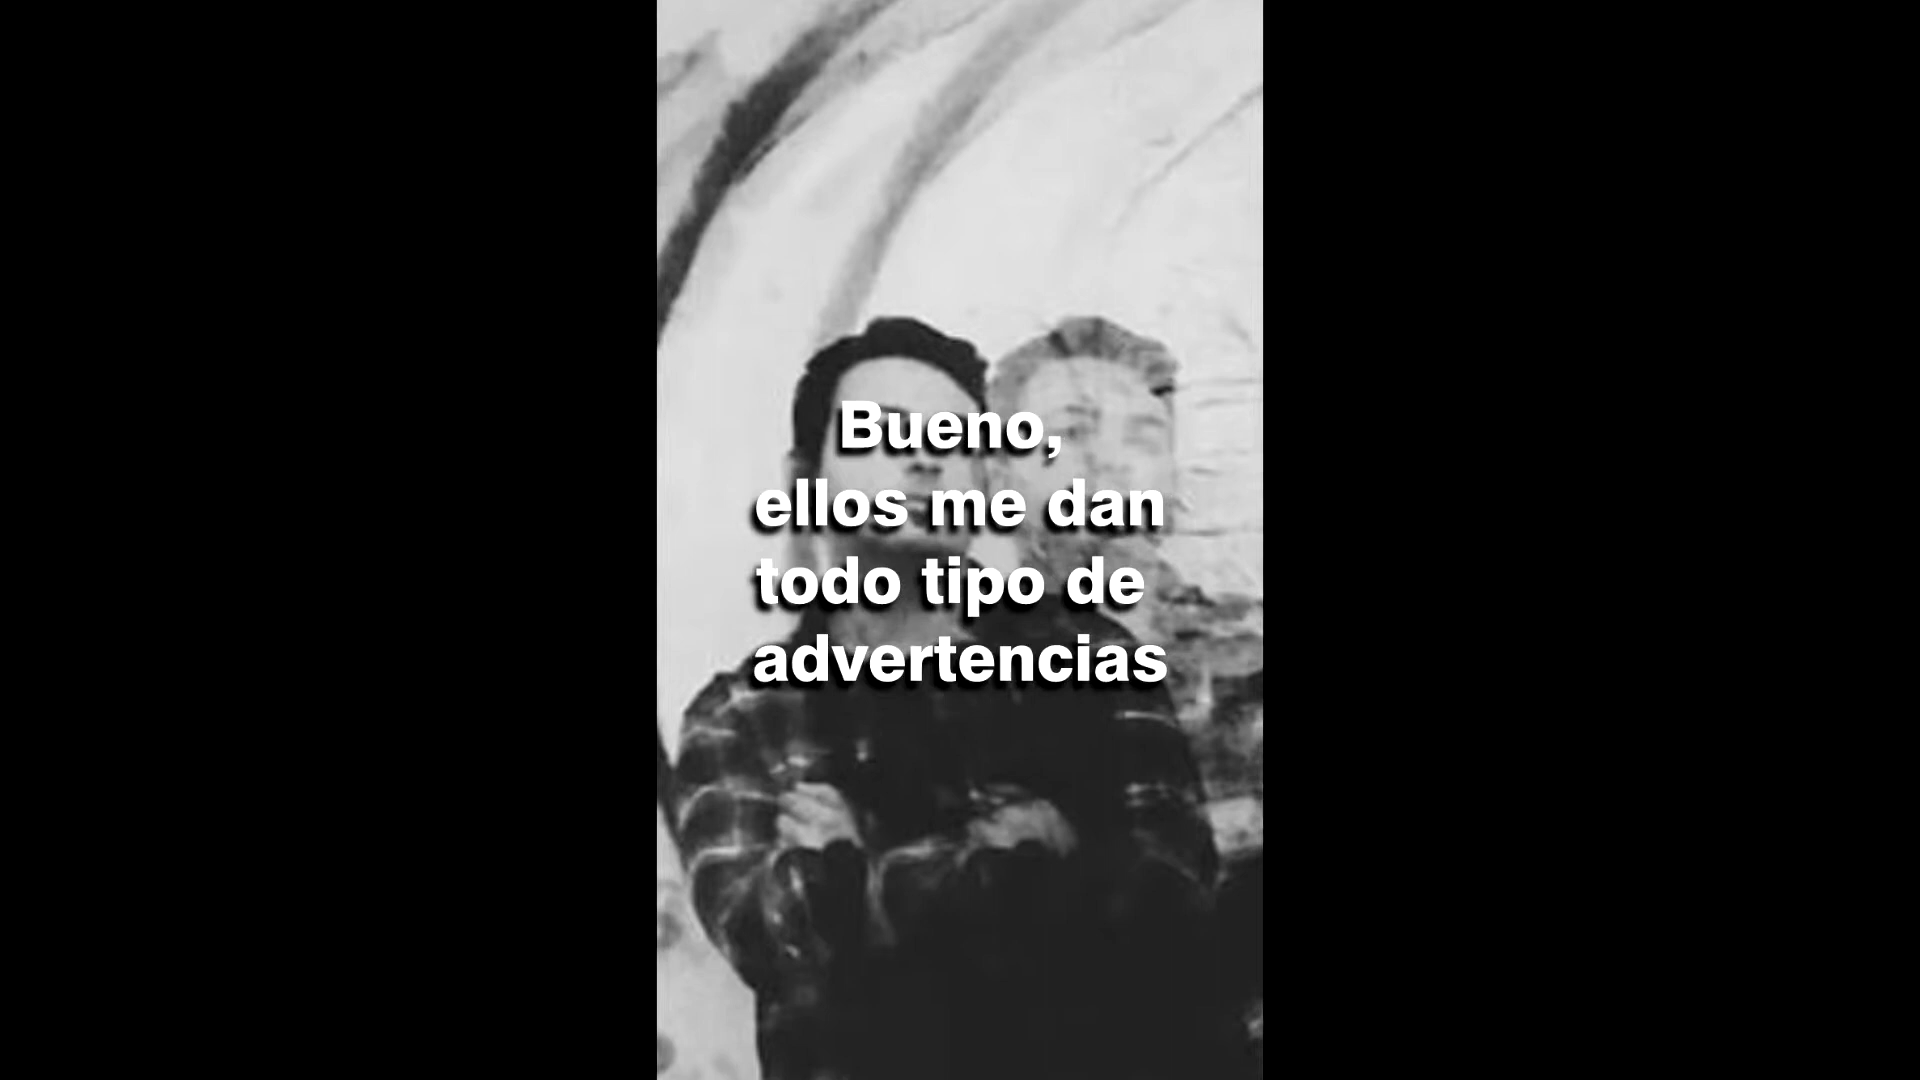 Bueno,
ellos me dan
todo tipo de
advertencias